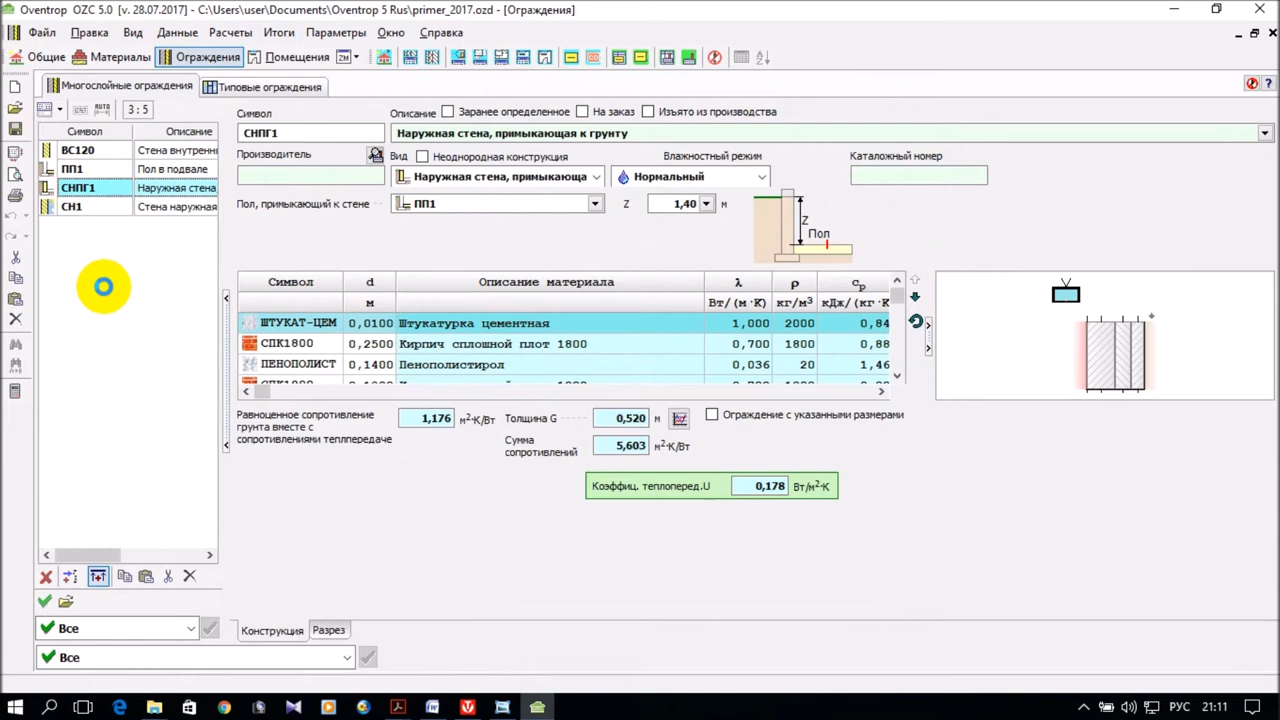 Oventrop OZC 5.0 [v. 28.07.2017] - C:\Users\user\Documents\Oventrop 5 Rus\primer_2017.ozd - [Ограждения]
Файл Правка Вид Данные Расчеты Итоги Параметры Окно Справка
Общие Материалы Ограждения Помещения
Многослойные ограждения Типовые ограждения
AUTO 3:5
Символ Описание
ВС120 Стена внутренн
ПП1 Пол в подвале
СНПГ1 Наружная стена,
СН1 Стена наружная
Символ Описание Заранее определенное На заказ Изъято из производства
СНПГ1 Наружная стена, примыкающая к грунту
Производитель Вид Неоднородная конструкция Влажностный режим Каталожный номер
Наружная стена, примыкающа Нормальный
Пол, примыкающий к стене ПП1 Z 1,40 м
Z
Пол
Символ d Описание материала λ ρ cp
м Вт/(м·K) кг/м³ кДж/(кг·K
ШТУКАТ-ЦЕМ 0,0100 Штукатурка цементная 1,000 2000 0,84
СПК1800 0,2500 Кирпич сплошной плот 1800 0,700 1800 0,88
ПЕНОПОЛИСТ 0,1400 Пенополистирол 0,036 20 1,46
Равноценное сопротивление грунта вместе с сопротивлениями теплпередаче 1,176 м²·K/Вт
Толщина G 0,520 м Ограждение с указанными размерами
Сумма сопротивлений 5,603 м²·K/Вт
Коэффиц. теплоперед.U 0,178 Вт/м²·K
Все
Конструкция Разрез
Все
РУС 21:11